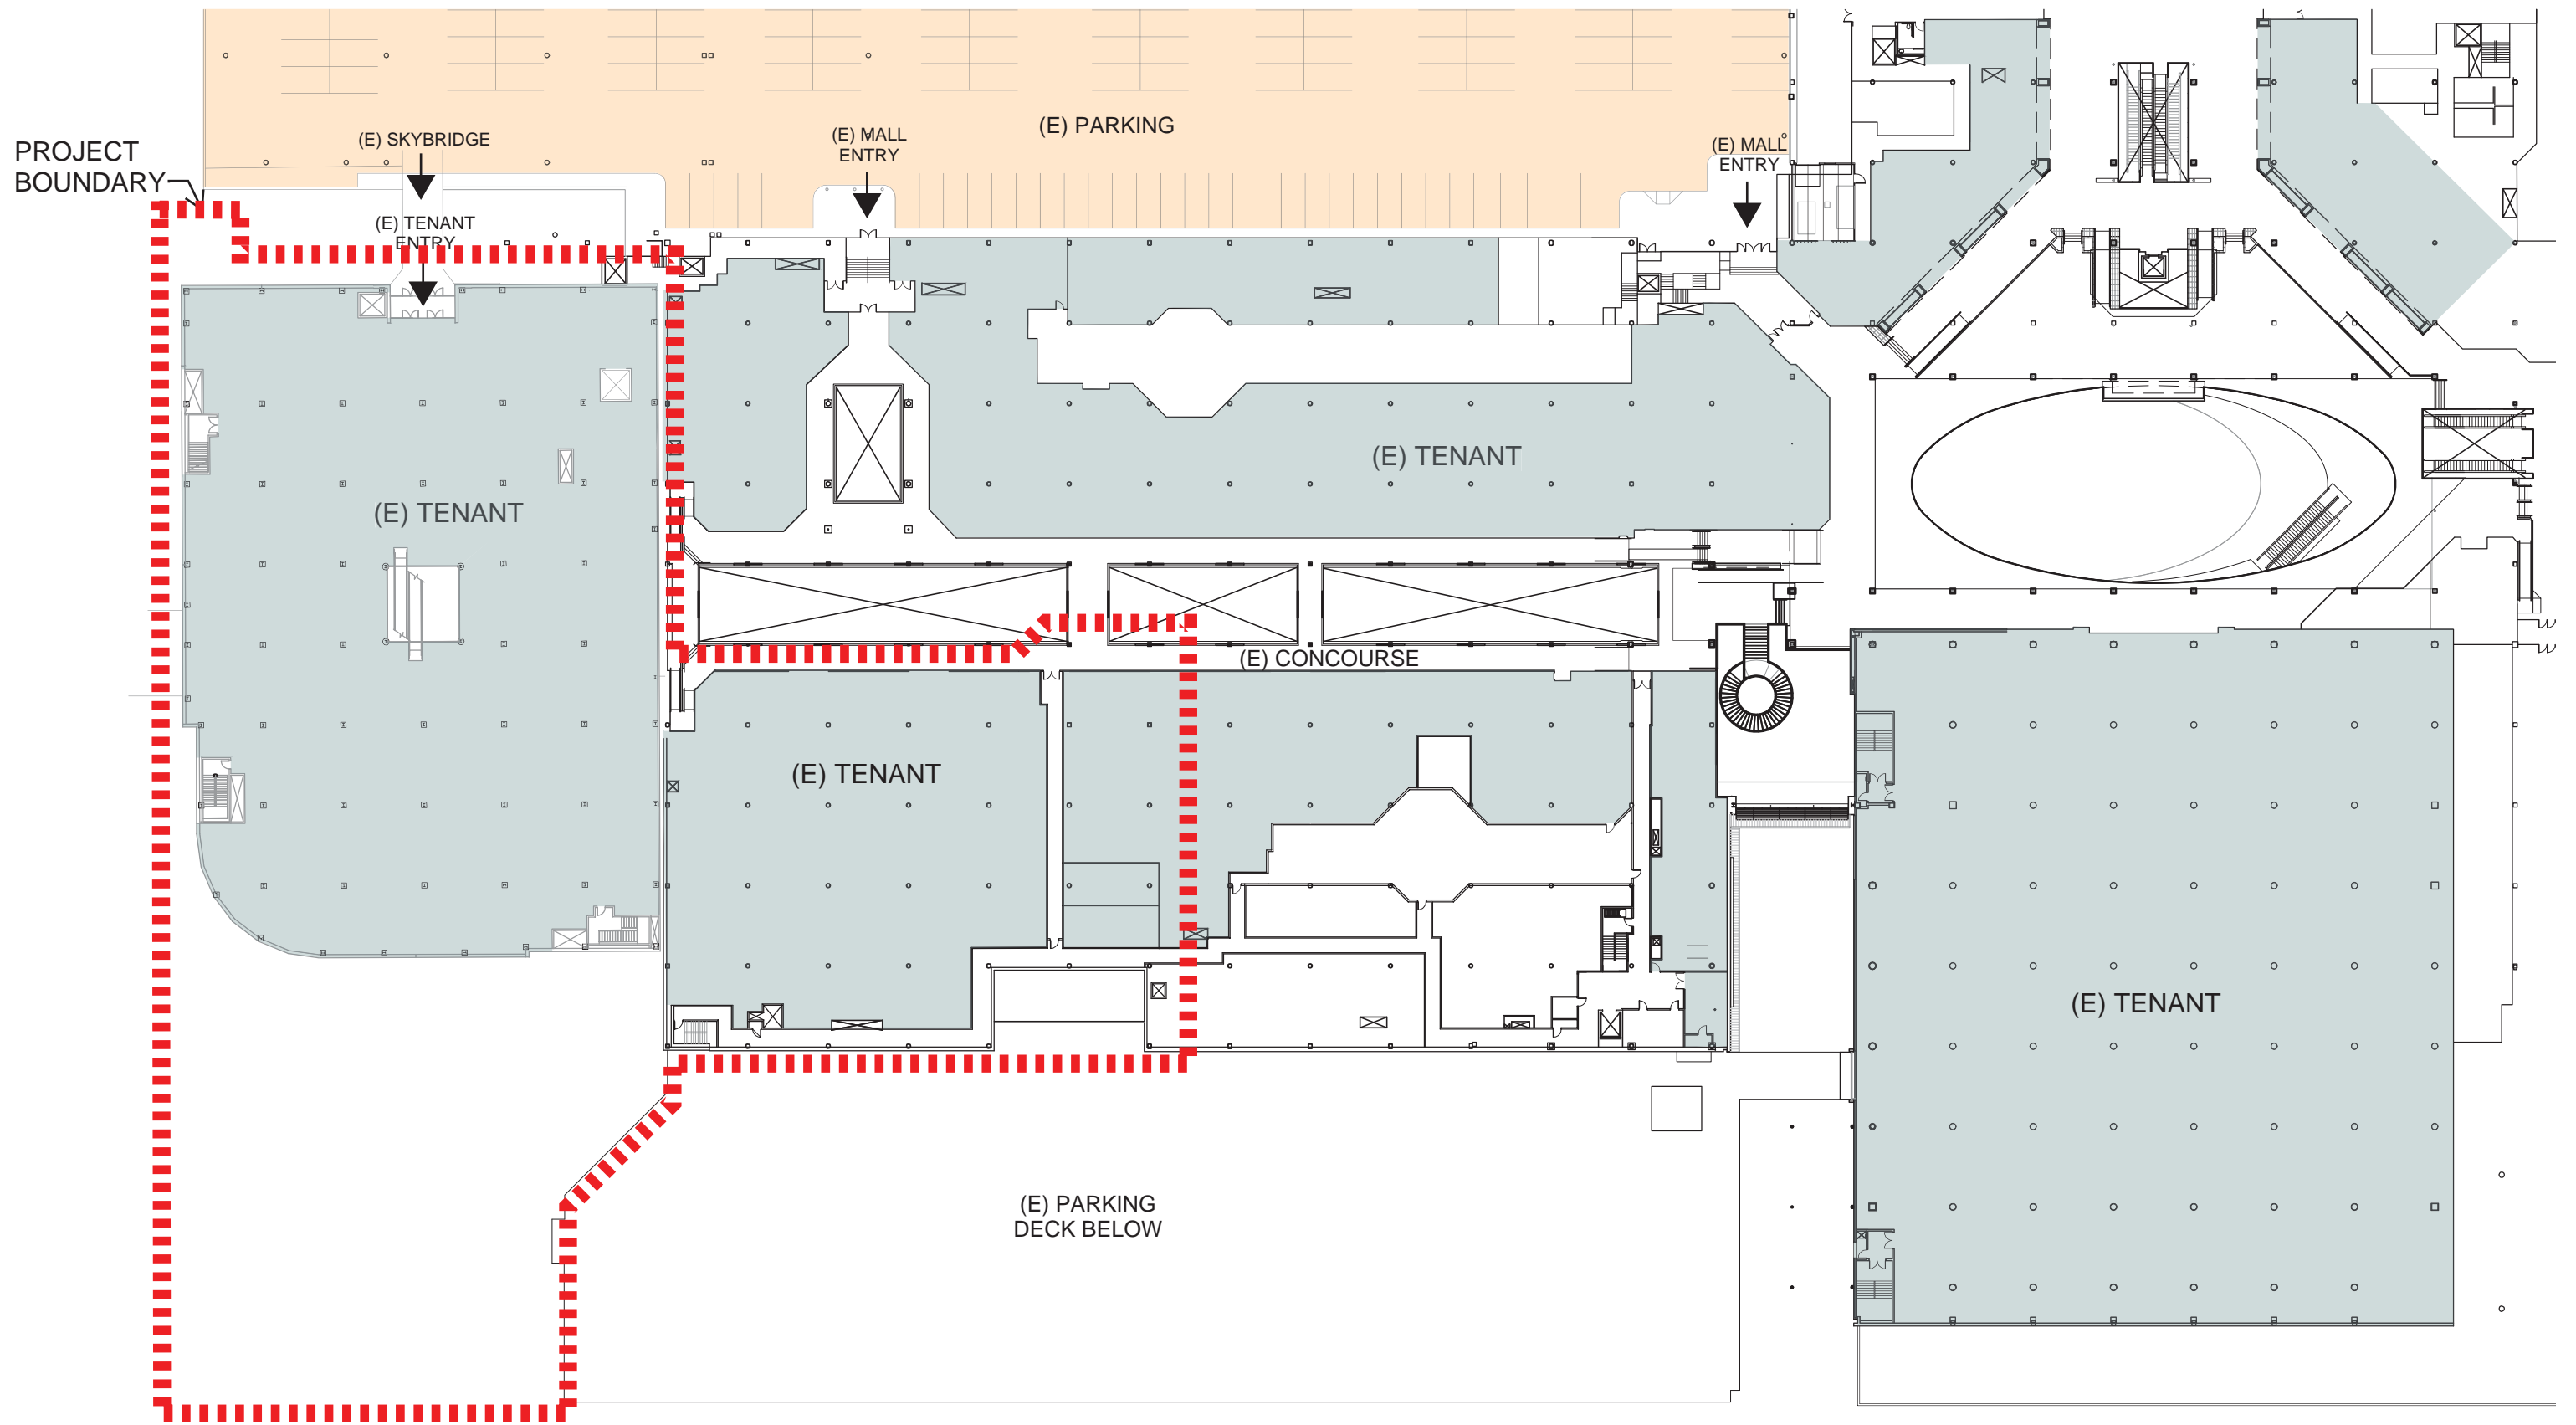 (E) PARKING
(E) SKYBRIDGE
(E) MALL
ENTRY
(E) MALL
ENTRY
PROJECT
BOUNDARY
(E) TENANT
ENTRY
(E) TENANT
(E) TENANT
(E) CONCOURSE
(E) TENANT
(E) TENANT
(E) PARKING
DECK BELOW